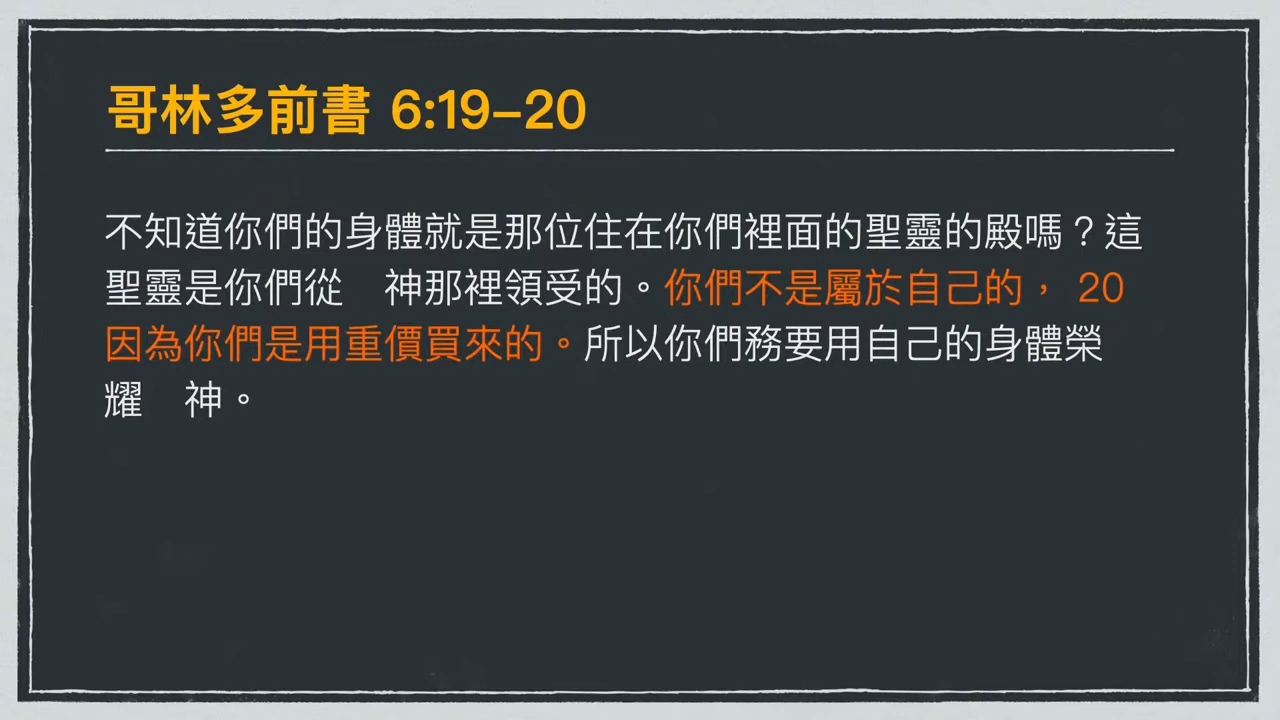 哥林多前書 6:19–20
不知道你們的身體就是那位住在你們裡面的聖靈的殿嗎？這
聖靈是你們從　神那裡領受的。你們不是屬於自己的， 20
因為你們是用重價買來的。所以你們務要用自己的身體榮
耀　神。